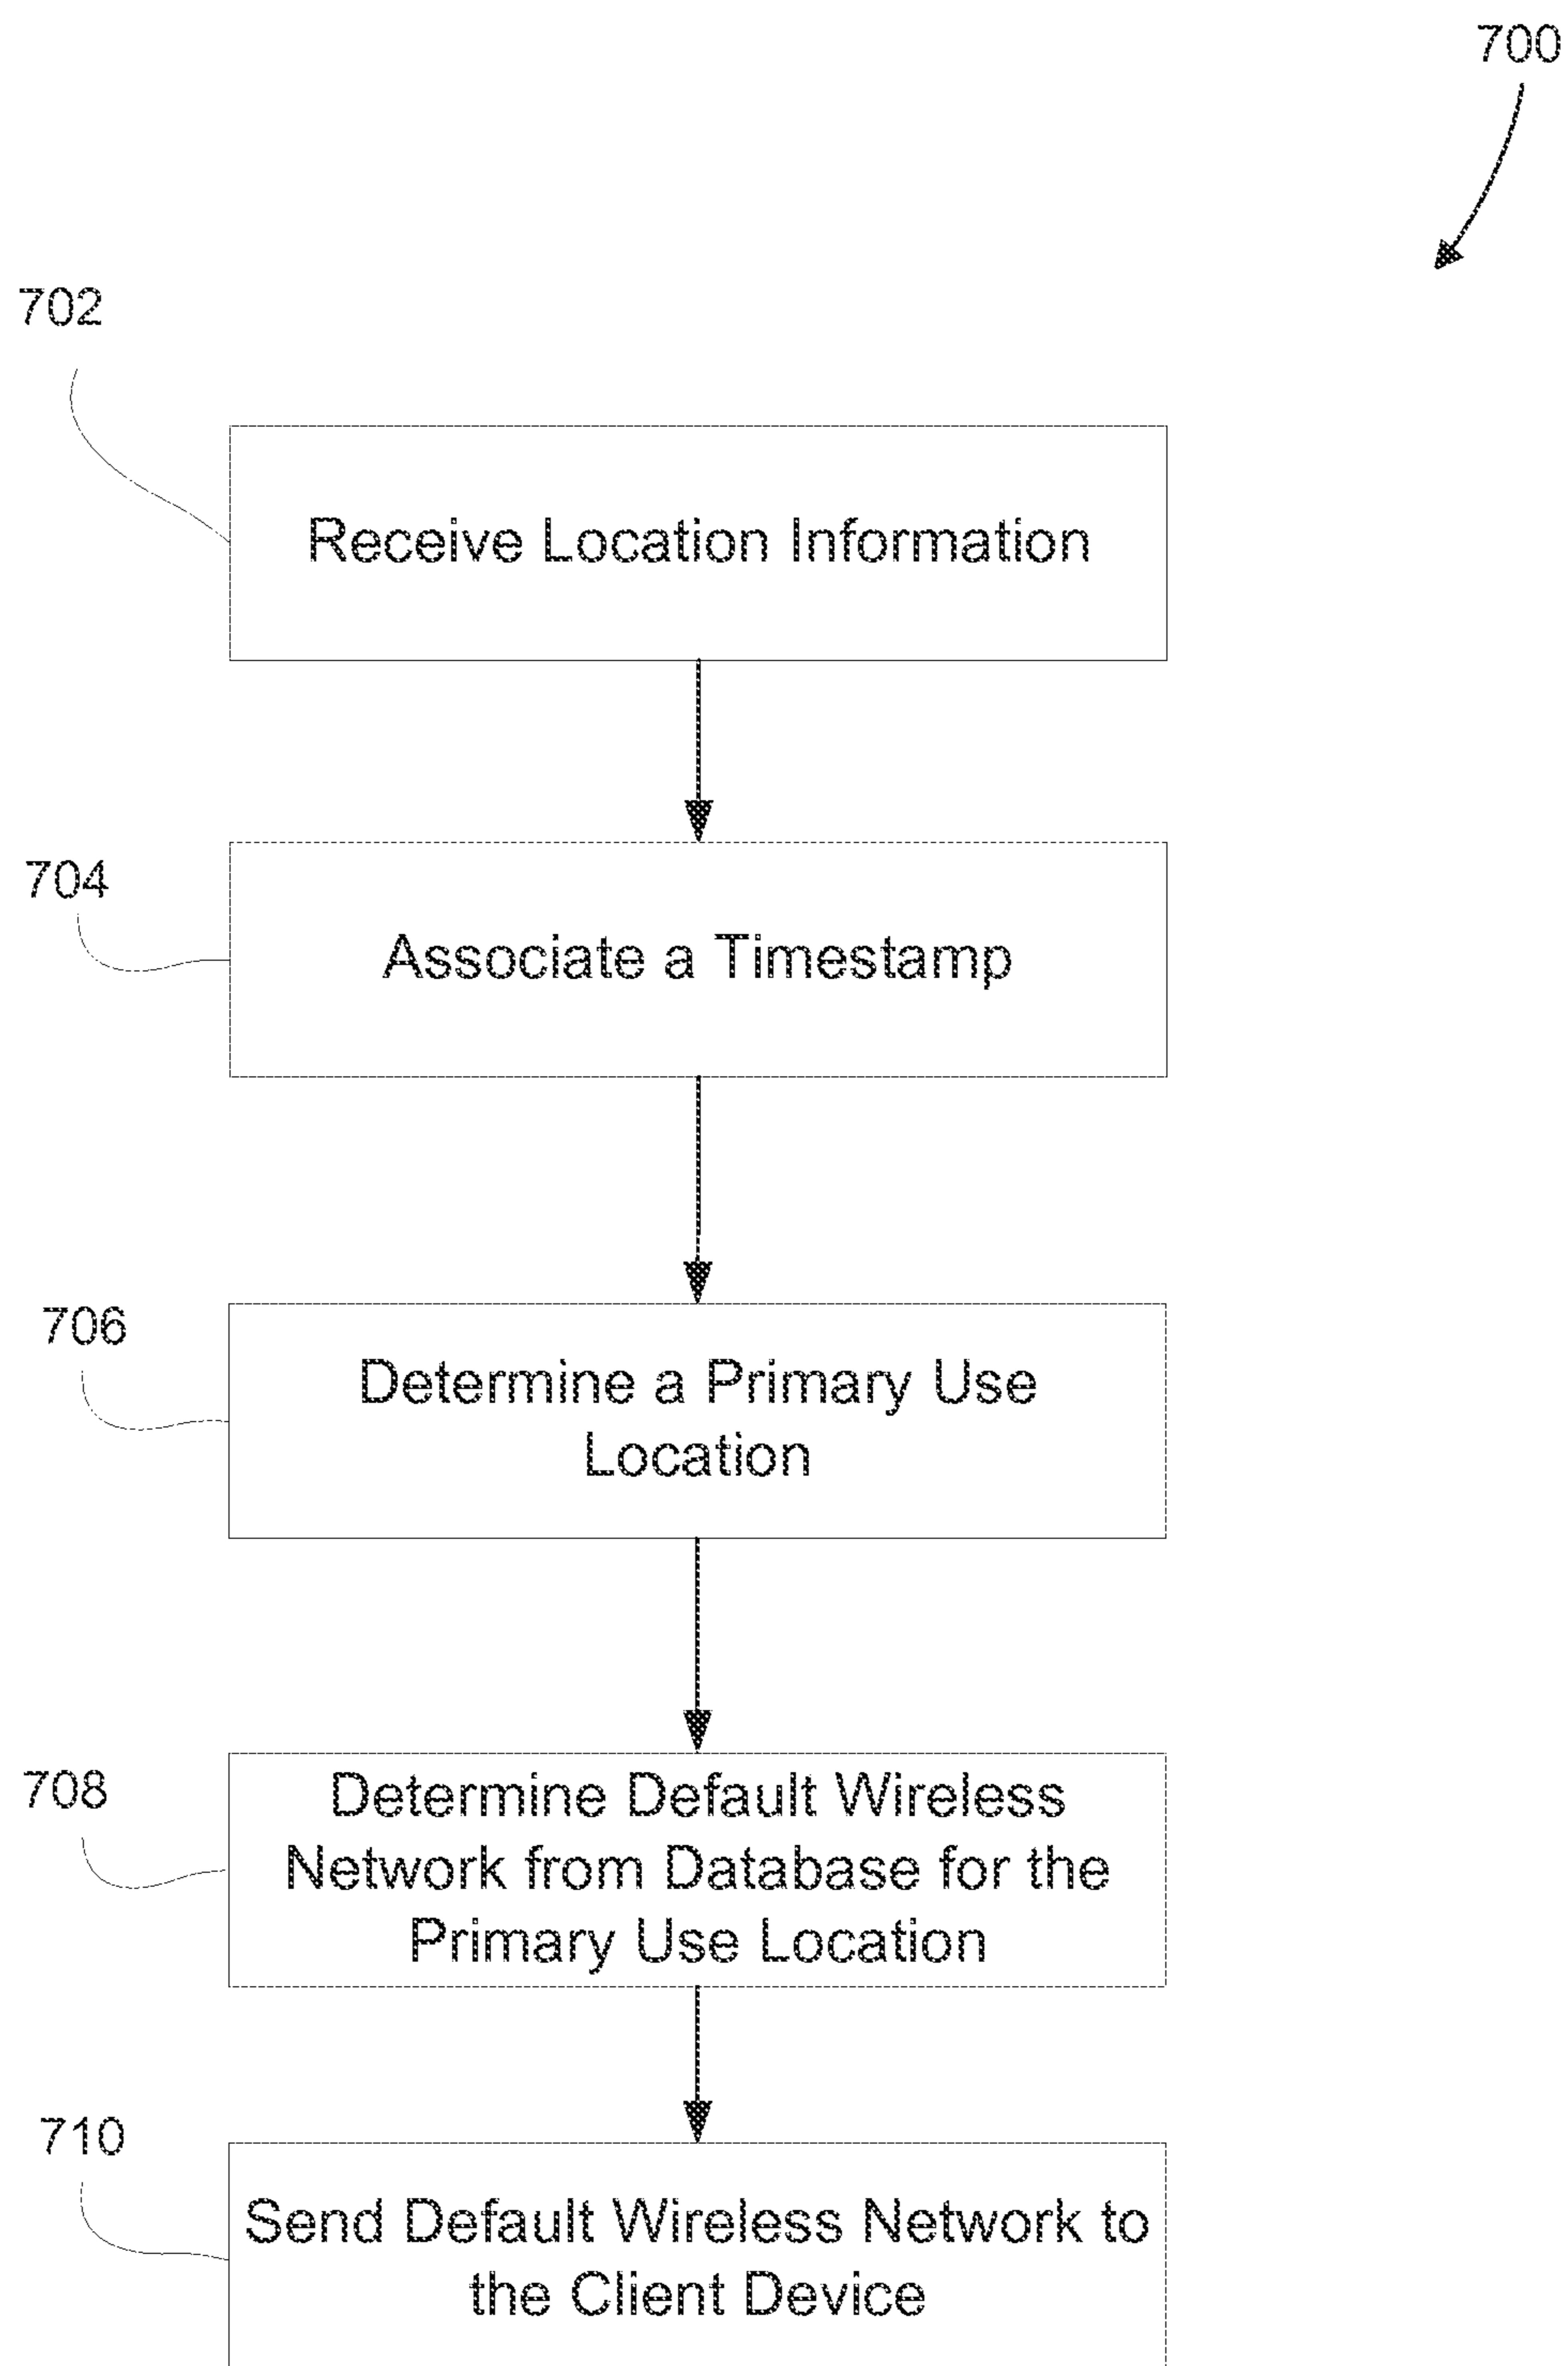 700
702
Receive Location Information
704
Associate a Timestamp
706
Determine a Primary Use
Location
708
Determine Default Wireless
Network from Database for the
Primary Use Location
710
Send Default Wireless Network to
the Client Device